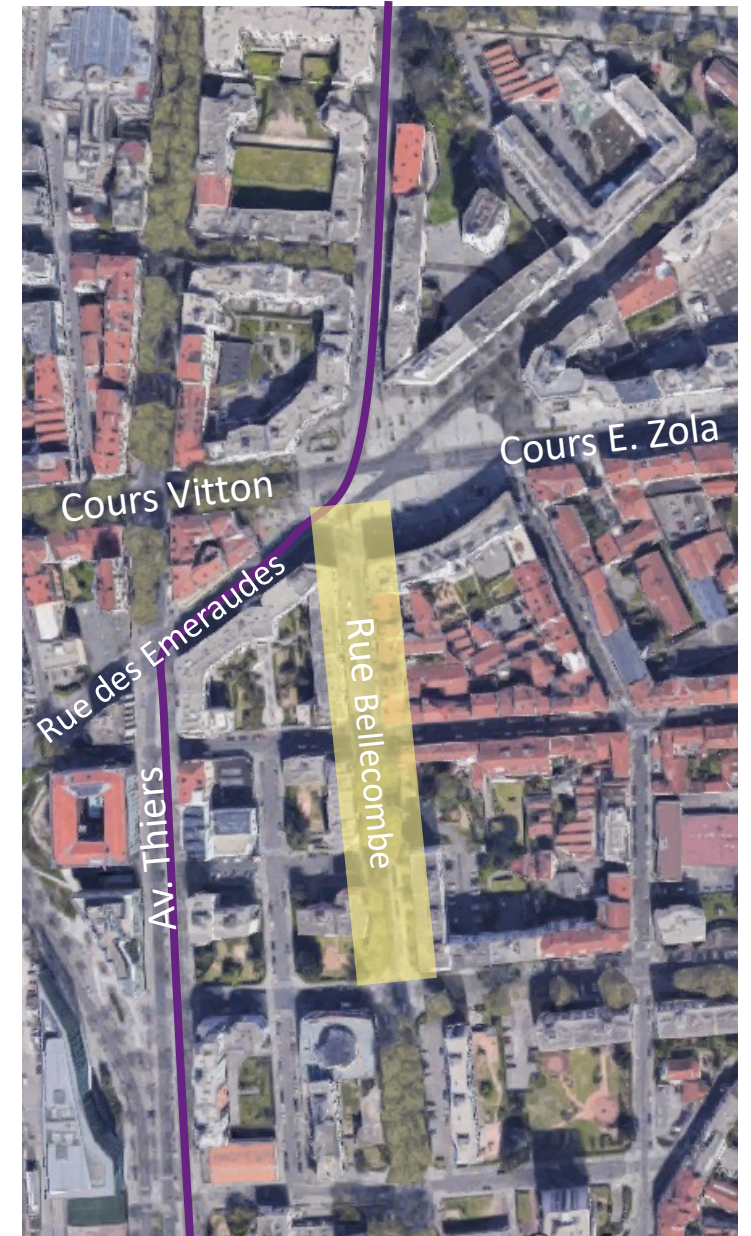 Cours E. Zola
Cours Vitton
Rue des Emeraudes
Rue Bellecombe
Av. Thiers